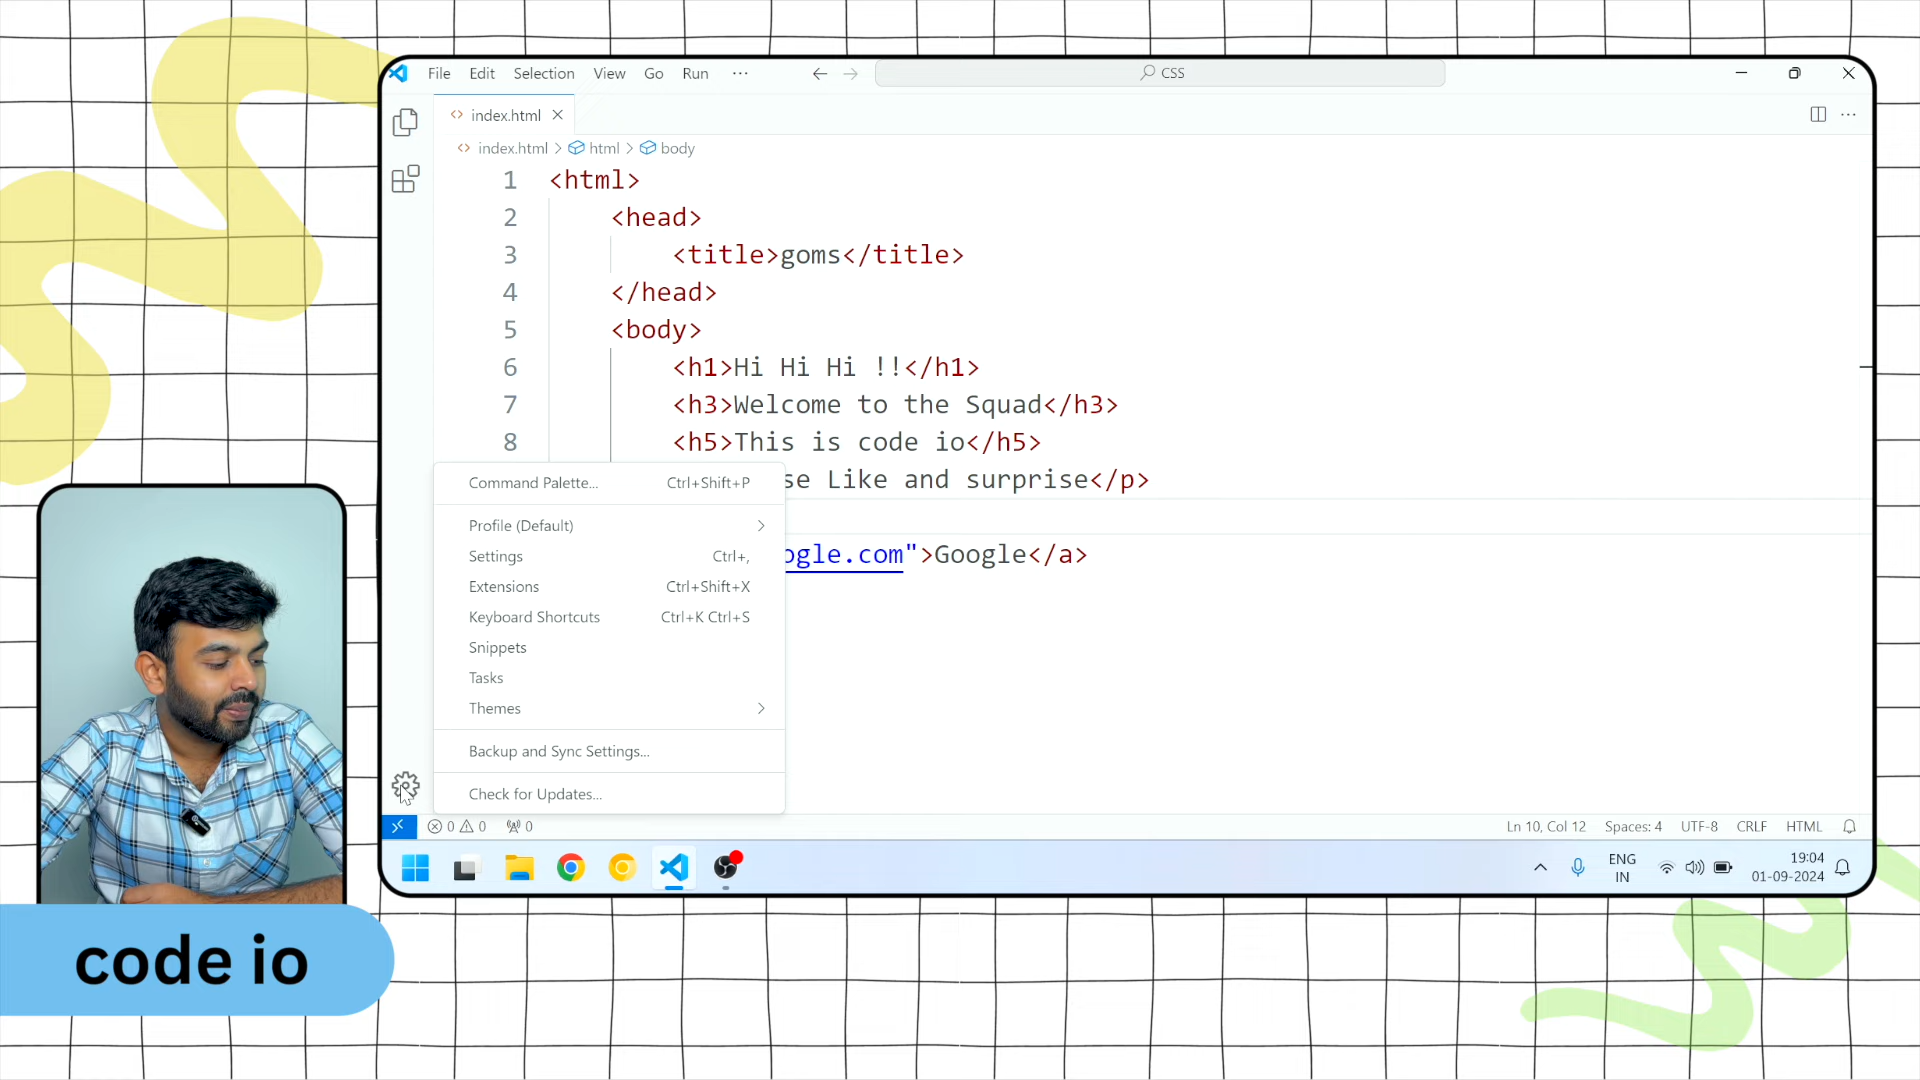 File Edit Selection View Go Run ···
CSS
index.html
index.html > html > body
1 <html>
2 <head>
3 <title>goms</title>
4 </head>
5 <body>
6 <h1>Hi Hi Hi !!</h1>
7 <h3>Welcome to the Squad</h3>
8 <h5>This is code io</h5>
se Like and surprise</p>
ogle.com">Google</a>
Command Palette... Ctrl+Shift+P
Profile (Default)
Settings Ctrl+,
Extensions Ctrl+Shift+X
Keyboard Shortcuts Ctrl+K Ctrl+S
Snippets
Tasks
Themes
Backup and Sync Settings...
Check for Updates...
0 0 0
Ln 10, Col 12 Spaces: 4 UTF-8 CRLF HTML
ENG
IN
19:04
01-09-2024
code io